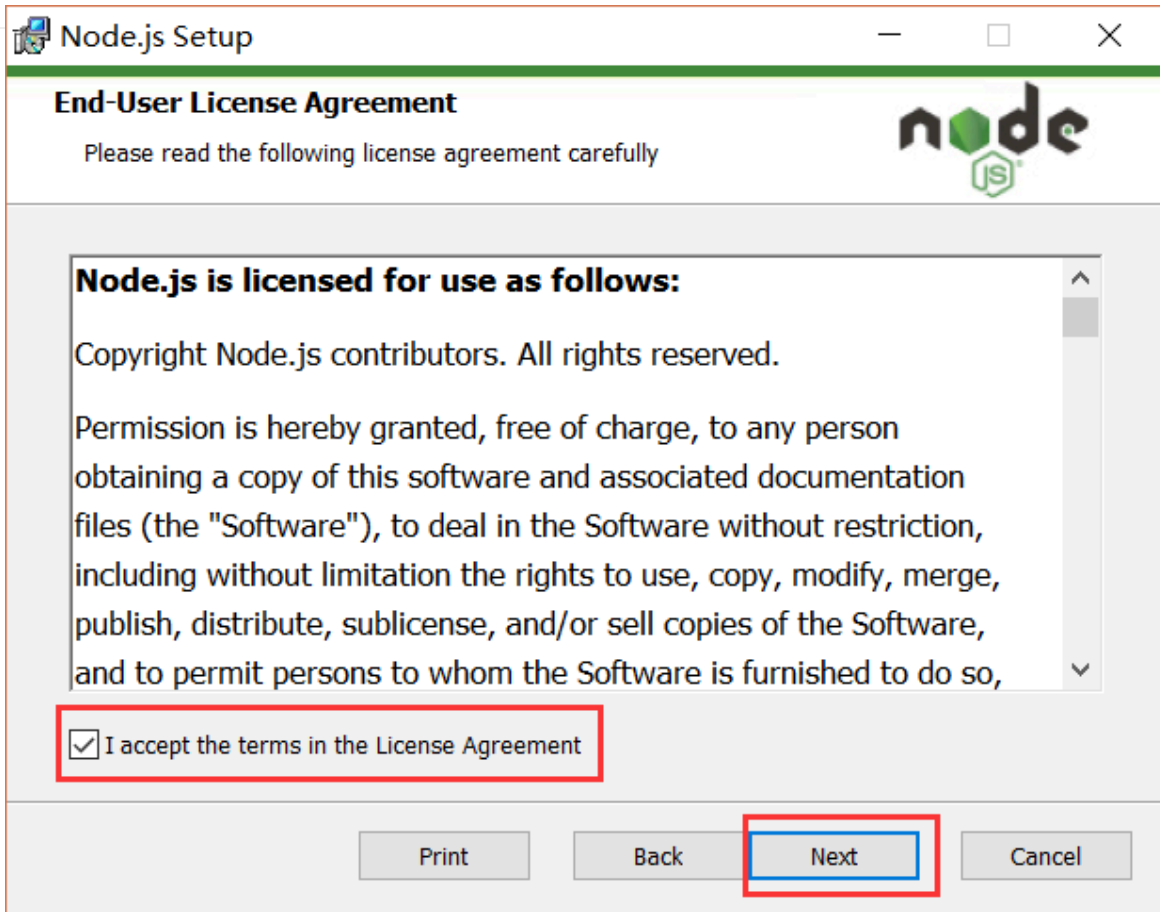 Node.js Setup
End-User License Agreement
Please read the following license agreement carefully
node
JS
Node.js is licensed for use as follows:
Copyright Node.js contributors. All rights reserved.
Permission is hereby granted, free of charge, to any person
obtaining a copy of this software and associated documentation
files (the "Software"), to deal in the Software without restriction,
including without limitation the rights to use, copy, modify, merge,
publish, distribute, sublicense, and/or sell copies of the Software,
and to permit persons to whom the Software is furnished to do so,
I accept the terms in the License Agreement
Print Back Next Cancel